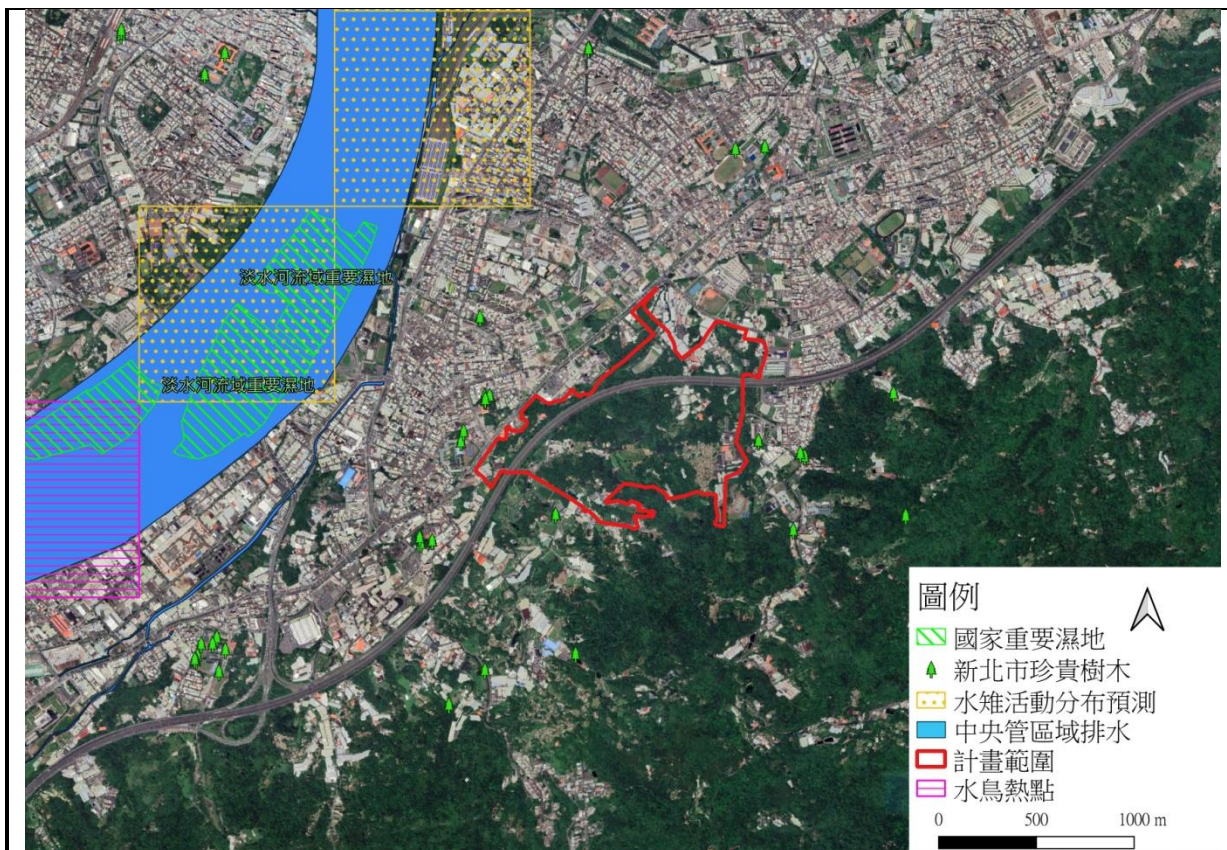 淡水河流域重要濕地
淡水河流域重要濕地
圖例
國家重要濕地
新北市珍貴樹木
水雉活動分布預測
中央管區域排水
計畫範圍
水鳥熱點
0 500 1000 m